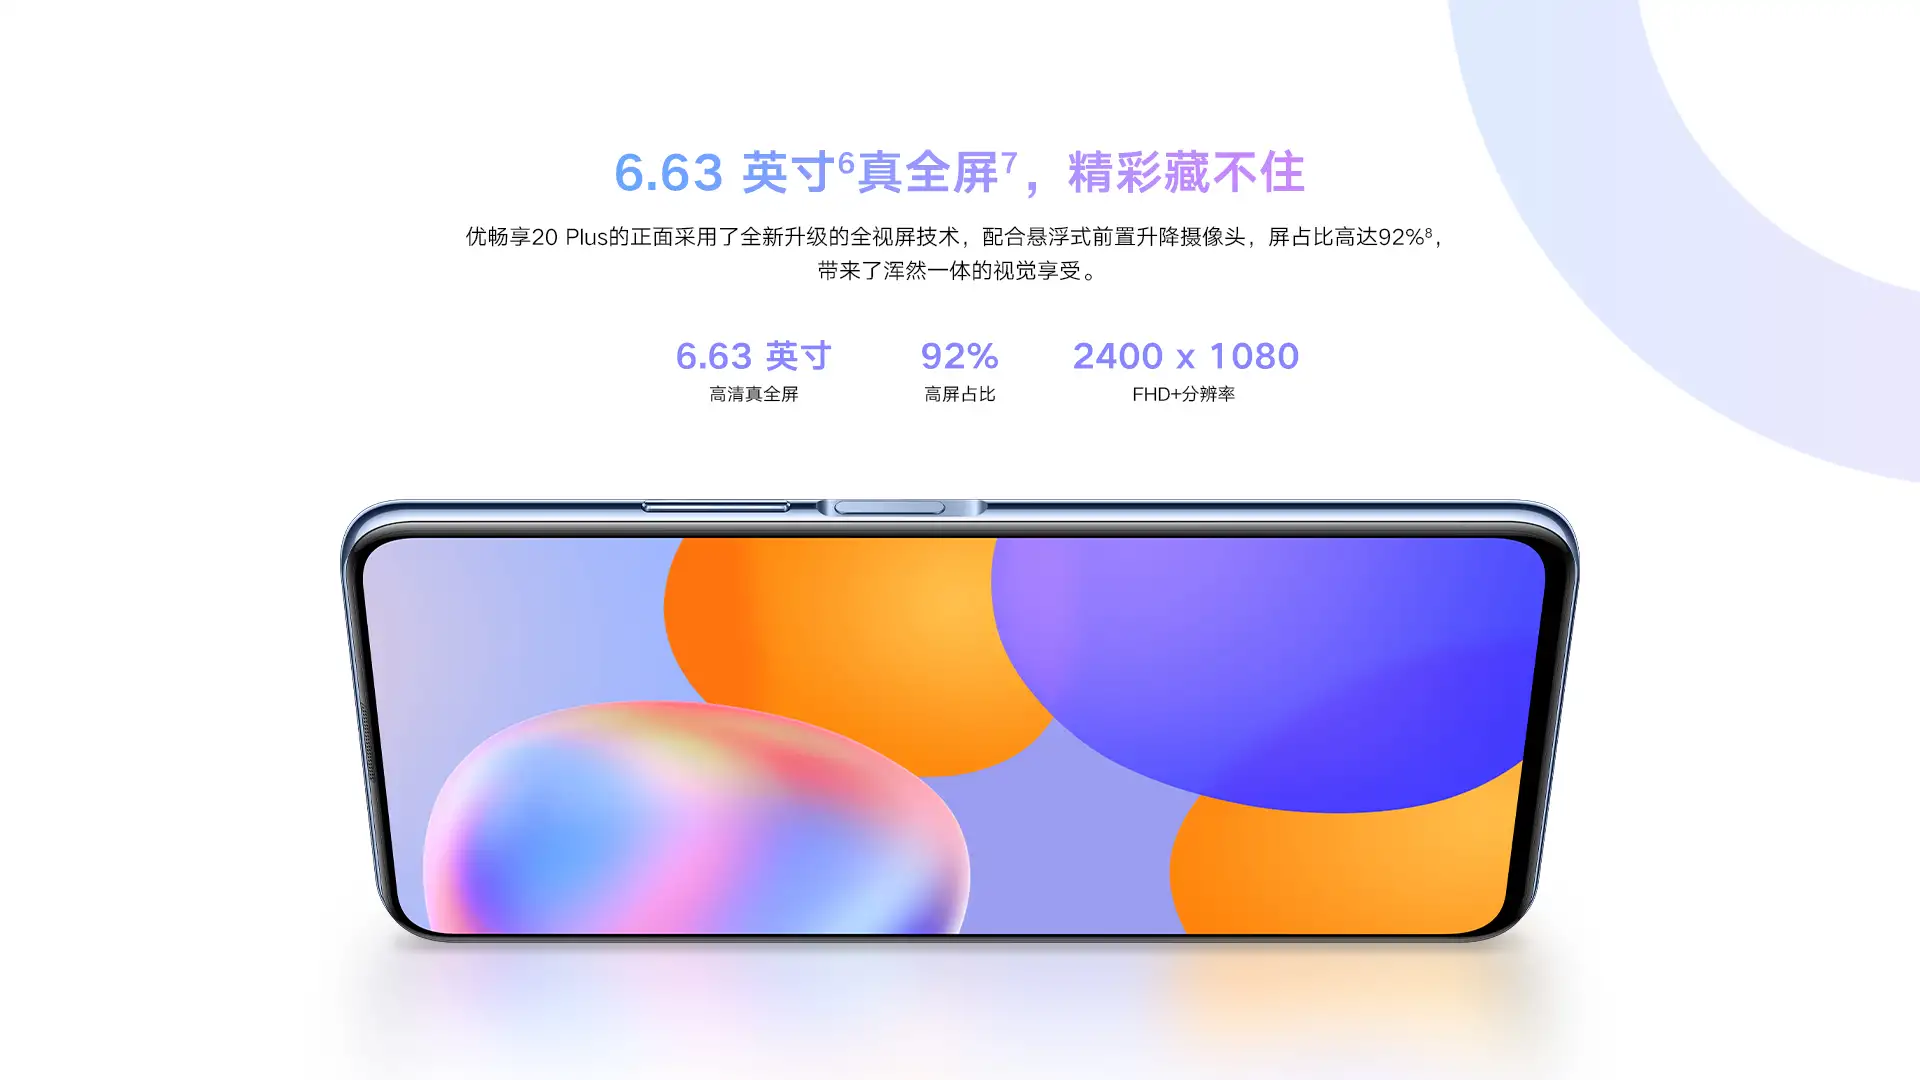 6.63 英寸⁶真全屏⁷，精彩藏不住
优畅享20 Plus的正面采用了全新升级的全视屏技术，配合悬浮式前置升降摄像头，屏占比高达92%⁸，
带来了浑然一体的视觉享受。
6.63 英寸 92% 2400 x 1080
高清真全屏 高屏占比 FHD+分辨率